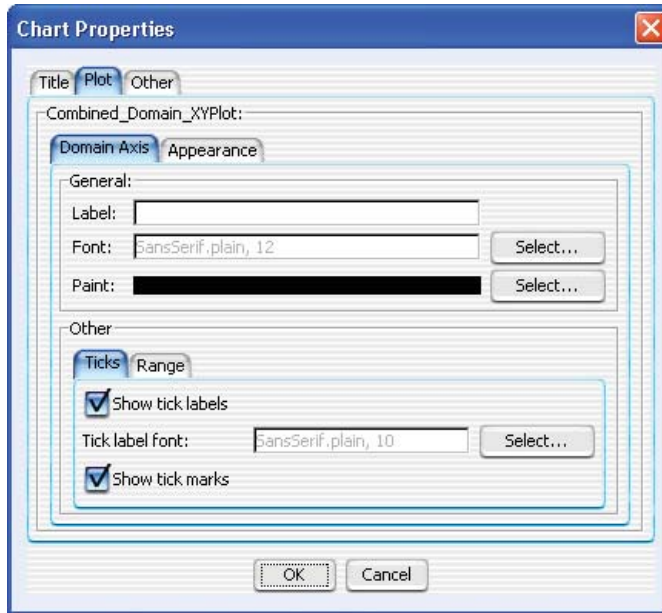 Chart Properties
Title Plot Other
Combined_Domain_XYPlot:
Domain Axis Appearance
General:
Label:
Font: SansSerif.plain, 12 Select...
Paint: Select...
Other
Ticks Range
Show tick labels
Tick label font: SansSerif.plain, 10 Select...
Show tick marks
OK Cancel